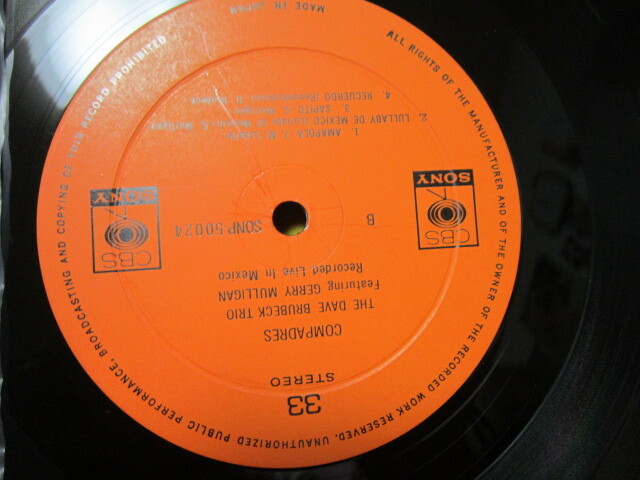 33
STEREO
COMPADRES
THE DAVE BRUBECK TRIO
Featuring GERRY MULLIGAN
Recorded Live In Mexico
CBS
SONY
CBS
SONY
B
SONP 50024
1. AMAPOLA
2. LULLABY DE MEXICO
3. SAPITO
4. RECUERDO
ALL RIGHTS OF THE MANUFACTURER AND OF THE OWNER OF THE RECORDED WORK RESERVED. UNAUTHORIZED PUBLIC PERFORMANCE, BROADCASTING AND COPYING OF THIS RECORD PROHIBITED
MADE IN JAPAN